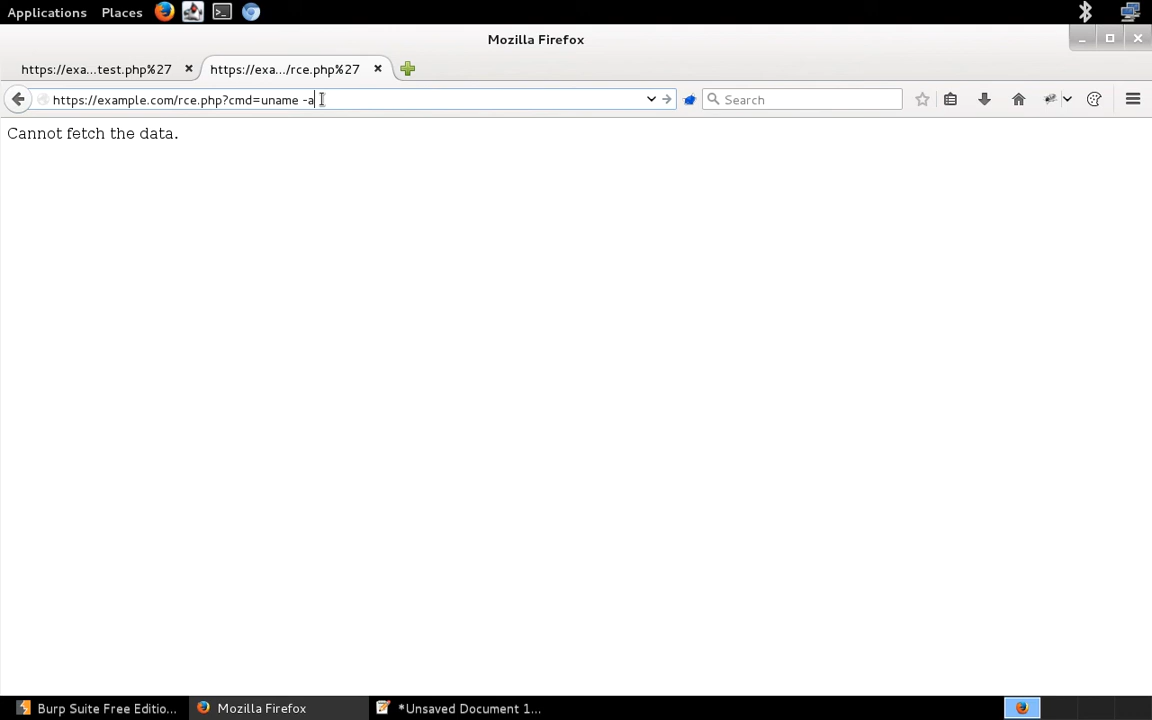 Applications Places
Mozilla Firefox
https://exa...test.php%27 https://exa.../rce.php%27
https://example.com/rce.php?cmd=uname -a Search
Cannot fetch the data.
Burp Suite Free Editio... Mozilla Firefox *Unsaved Document 1...